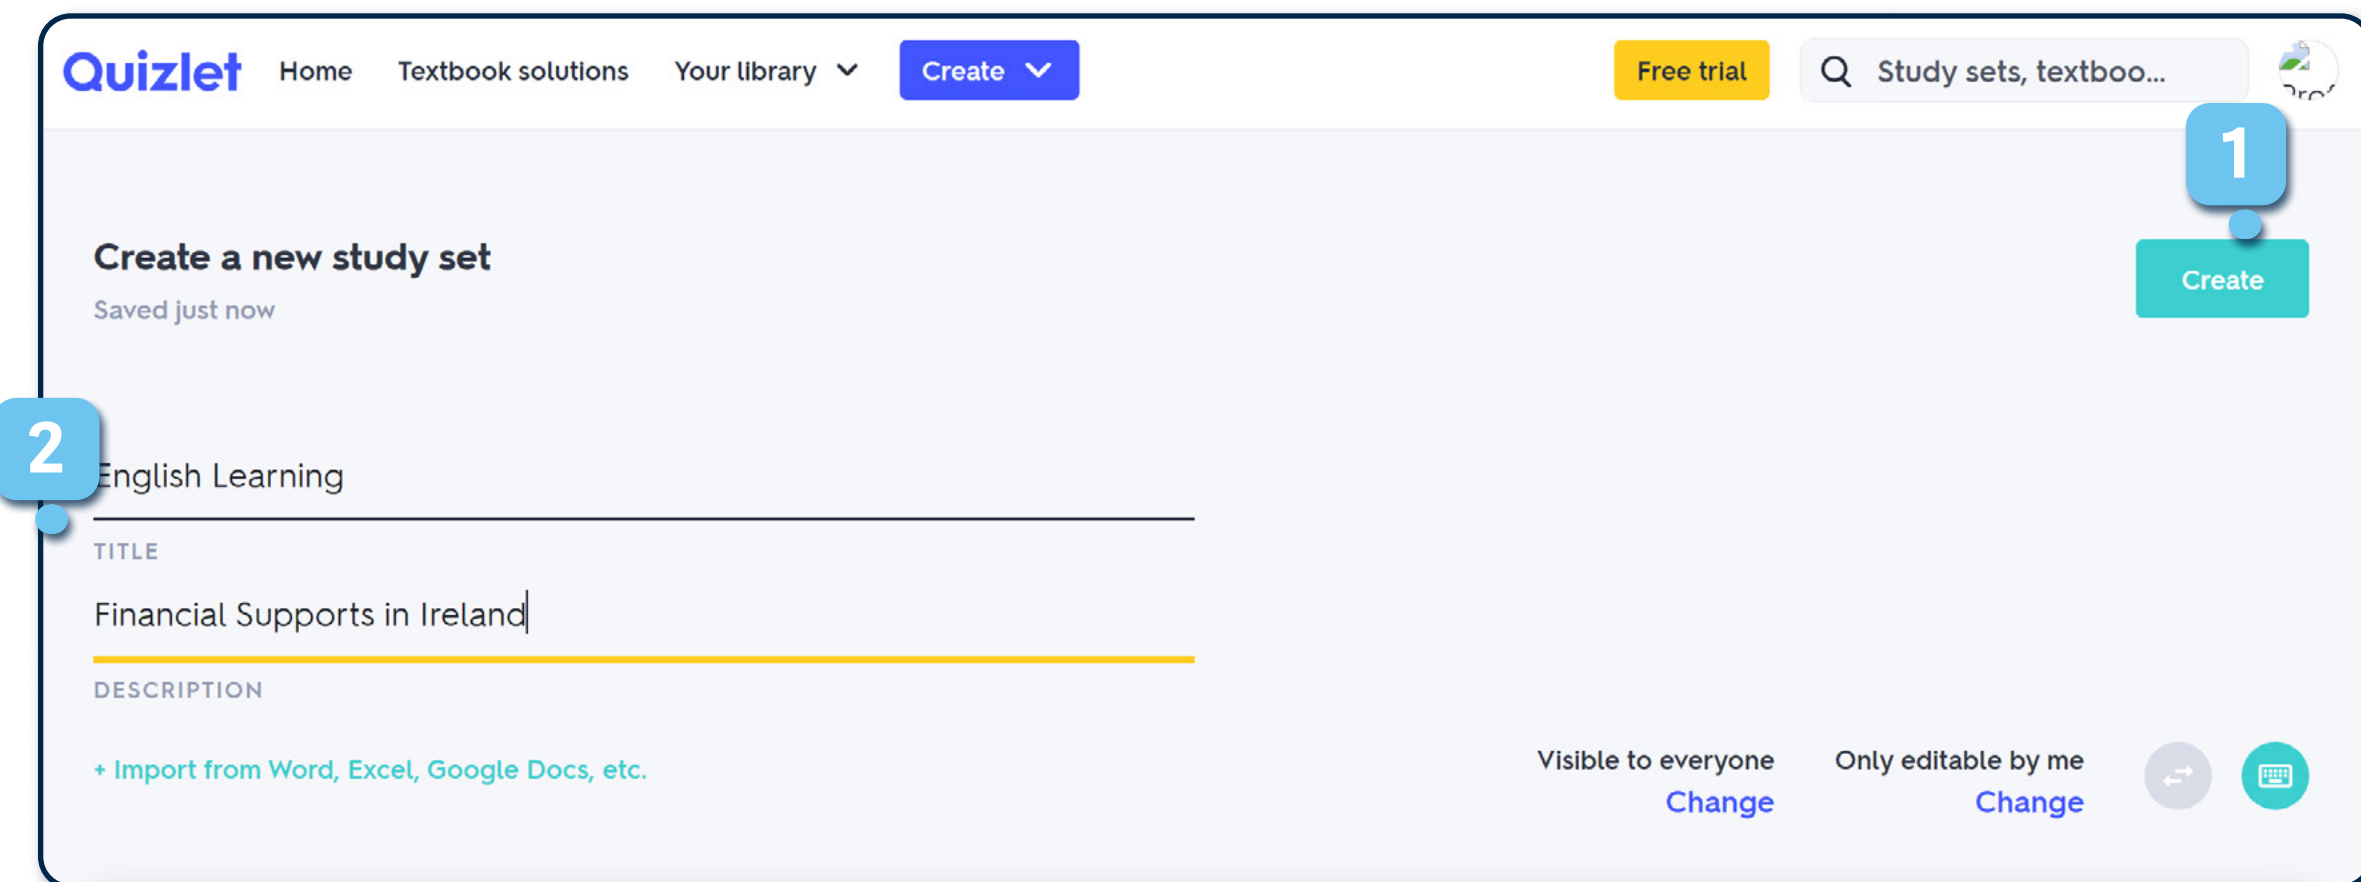 Quizlet Home Textbook solutions Your library Create Free trial Study sets, textboo...
1
Create a new study set
Create
Saved just now
2
English Learning
TITLE
Financial Supports in Ireland
DESCRIPTION
+ Import from Word, Excel, Google Docs, etc.
Visible to everyone Only editable by me
Change Change